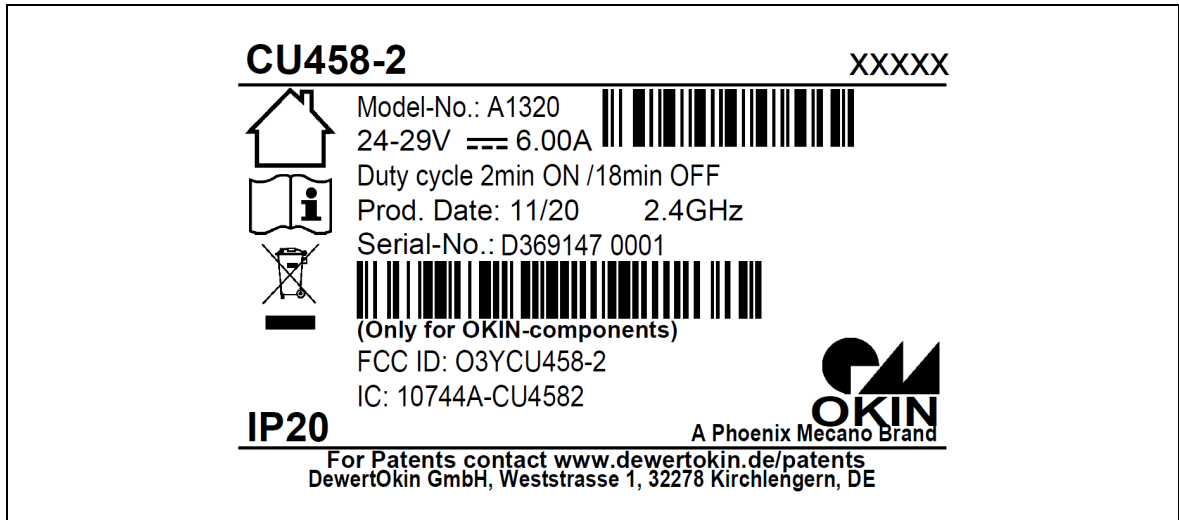 CU458-2 XXXXX
Model-No.: A1320
24-29V 6.00A
Duty cycle 2min ON /18min OFF
Prod. Date: 11/20 2.4GHz
Serial-No.: D369147 0001
(Only for OKIN-components)
FCC ID: O3YCU458-2
IC: 10744A-CU4582
OKIN
IP20 A Phoenix Mecano Brand
For Patents contact www.dewertokin.de/patents
DewertOkin GmbH, Weststrasse 1, 32278 Kirchlengern, DE